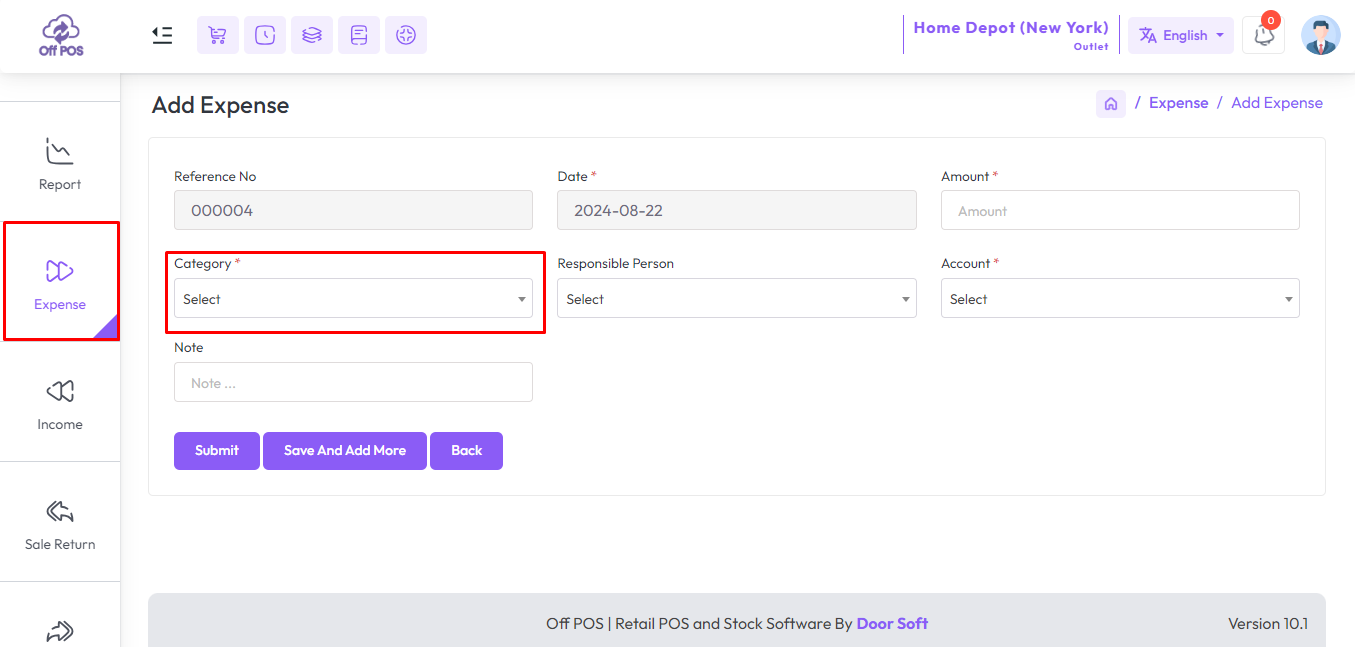 Off POS
Home Depot (New York)
Outlet
English
0
Add Expense
/ Expense / Add Expense
Report
Expense
Income
Sale Return
Reference No
Date *
Amount *
000004
2024-08-22
Amount
Category *
Responsible Person
Account *
Select
Select
Select
Note
Note ...
Submit
Save And Add More
Back
Off POS | Retail POS and Stock Software By Door Soft
Version 10.1